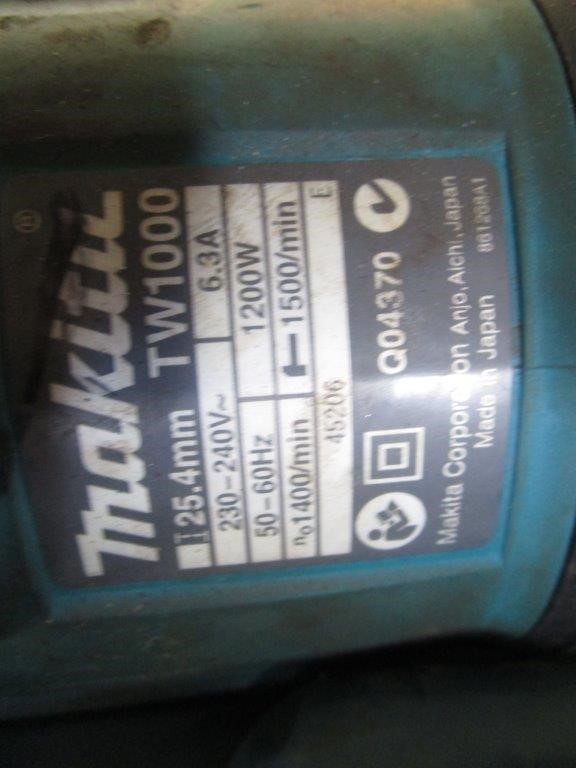 makita ®
TW1000
25.4mm
230-240V~ 6.3A
50-60Hz 1200W
n₀1400/min 1500/min
45206 E
Q04370
Makita Corporation Anjo, Aichi, Japan
Made in Japan 861268A1